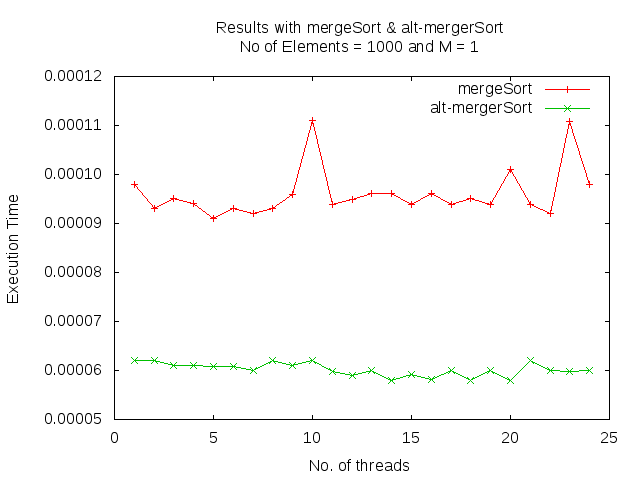 Results with mergeSort & alt-mergerSort
No of Elements = 1000 and M = 1
mergeSort
alt-mergerSort
0.00012
0.00011
0.00010
0.00009
0.00008
0.00007
0.00006
0.00005
Execution Time
0 5 10 15 20 25
No. of threads